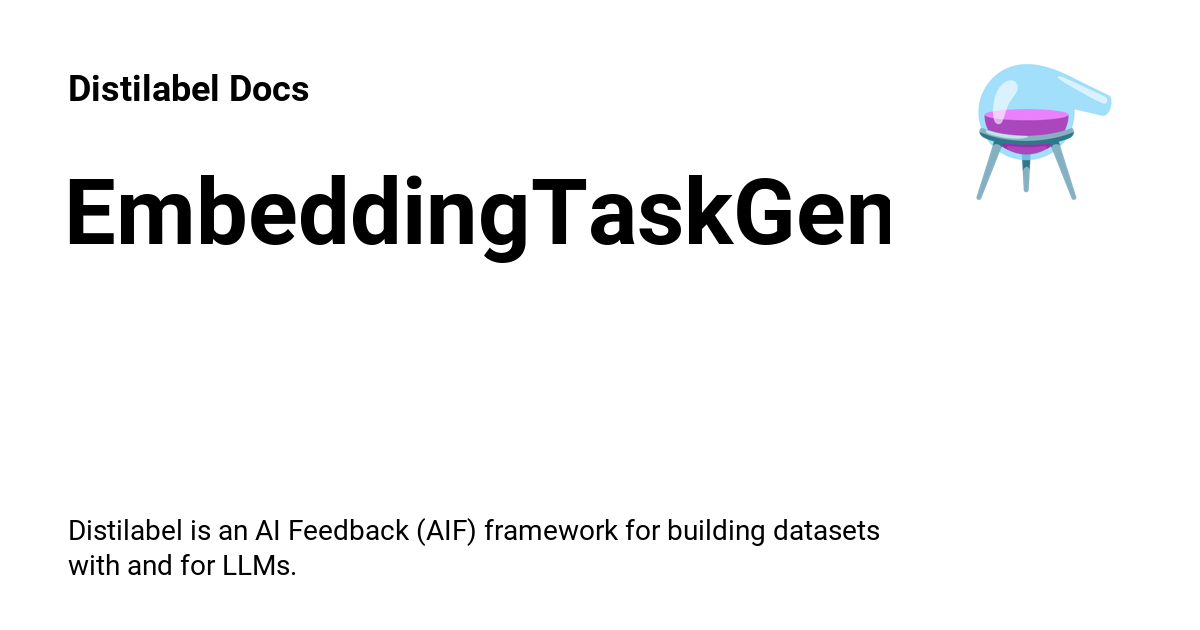 Distilabel Docs
EmbeddingTaskGen
Distilabel is an AI Feedback (AIF) framework for building datasets
with and for LLMs.